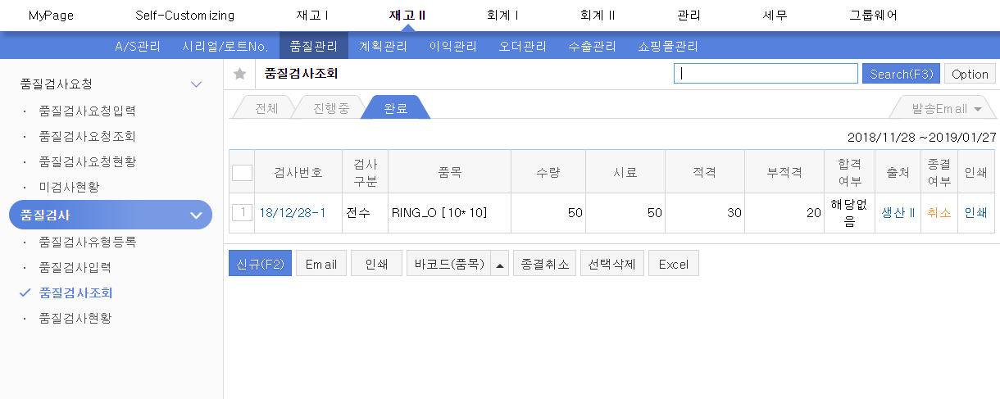 MyPage Self-Customizing 재고 I 재고 II 회계 I 회계 II 관리 세무 그룹웨어
A/S관리 시리얼/로트No. 품질관리 계획관리 이익관리 오더관리 수출관리 쇼핑몰관리
품질검사요청
· 품질검사요청입력
· 품질검사요청조회
· 품질검사요청현황
· 미검사현황
품질검사
· 품질검사유형등록
· 품질검사입력
품질검사조회
· 품질검사현황
품질검사조회 Search(F3) Option
전체 진행중 완료 발송Email
2018/11/28 ~2019/01/27
검사번호 검사구분 품목 수량 시료 적격 부적격 합격여부 출처 종결여부 인쇄
1 18/12/28-1 전수 RING_O [10*10] 50 50 30 20 해당없음 생산 II 취소 인쇄
신규(F2) Email 인쇄 바코드(품목) 종결취소 선택삭제 Excel